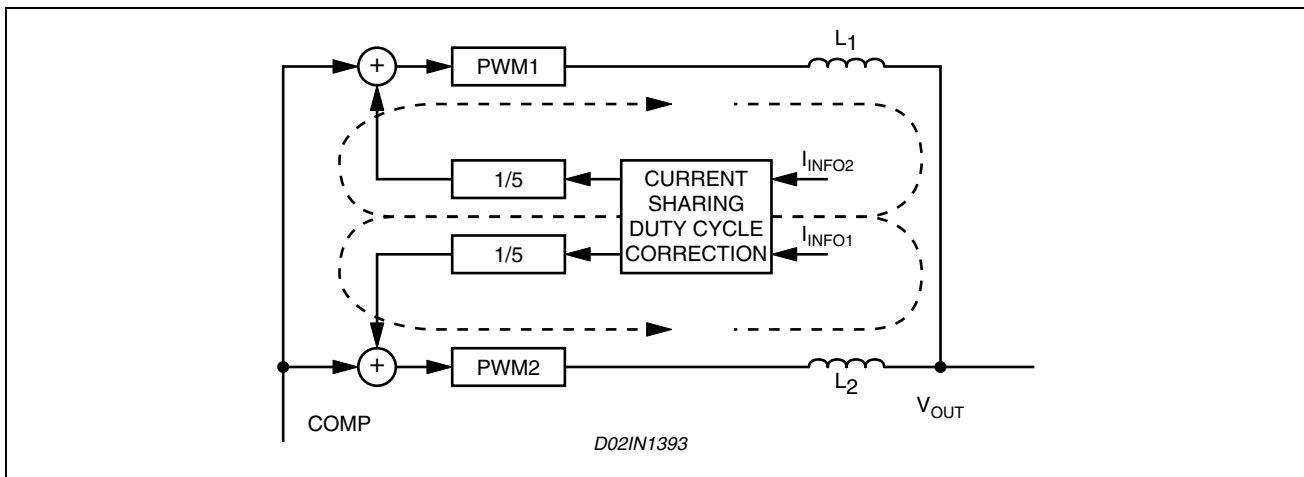 L1
PWM1
IINFO2
1/5
CURRENT
SHARING
DUTY CYCLE
CORRECTION
IINFO1
1/5
PWM2
L2
VOUT
COMP
D02IN1393
+
+